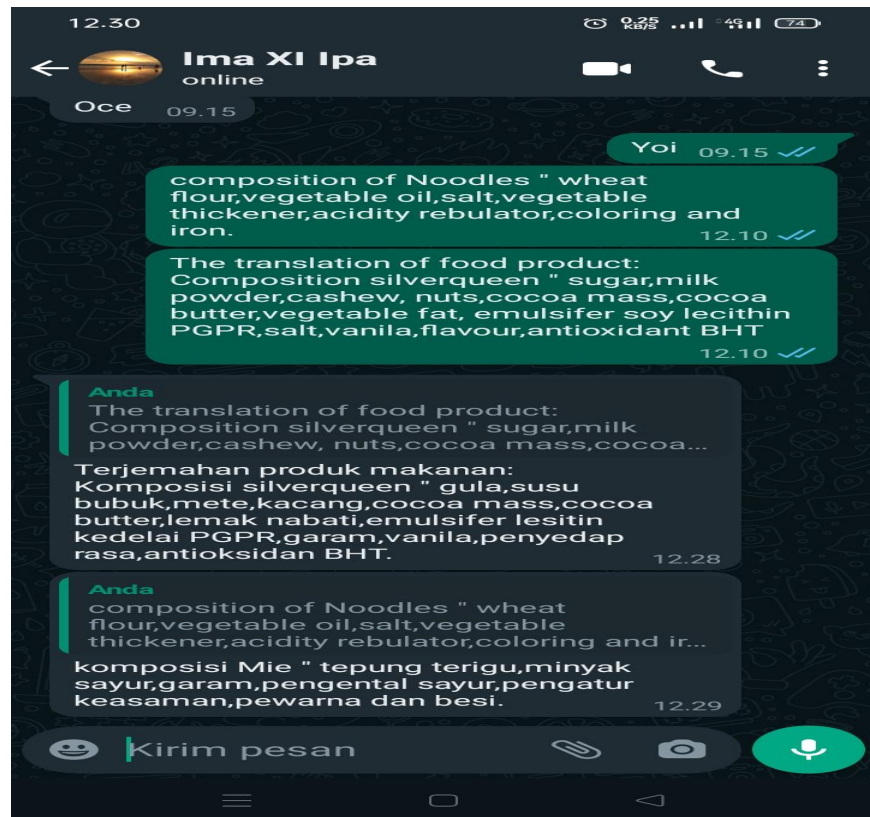 12.30
0.25 KB/S 4G 74
Ima XI Ipa
online
Oce 09.15
Yoi 09.15
composition of Noodles " wheat
flour,vegetable oil,salt,vegetable
thickener,acidity rebulator,coloring and
iron.
12.10
The translation of food product:
Composition silverqueen " sugar,milk
powder,cashew, nuts,cocoa mass,cocoa
butter,vegetable fat, emulsifer soy lecithin
PGPR,salt,vanila,flavour,antioxidant BHT
12.10
Anda
The translation of food product:
Composition silverqueen " sugar,milk
powder,cashew, nuts,cocoa mass,cocoa...
Terjemahan produk makanan:
Komposisi silverqueen " gula,susu
bubuk,mete,kacang,cocoa mass,cocoa
butter,lemak nabati,emulsifer lesitin
kedelai PGPR,garam,vanila,penyedap
rasa,antioksidan BHT.
12.28
Anda
composition of Noodles " wheat
flour,vegetable oil,salt,vegetable
thickener,acidity rebulator,coloring and ir...
komposisi Mie " tepung terigu,minyak
sayur,garam,pengental sayur,pengatur
keasaman,pewarna dan besi.
12.29
Kirim pesan